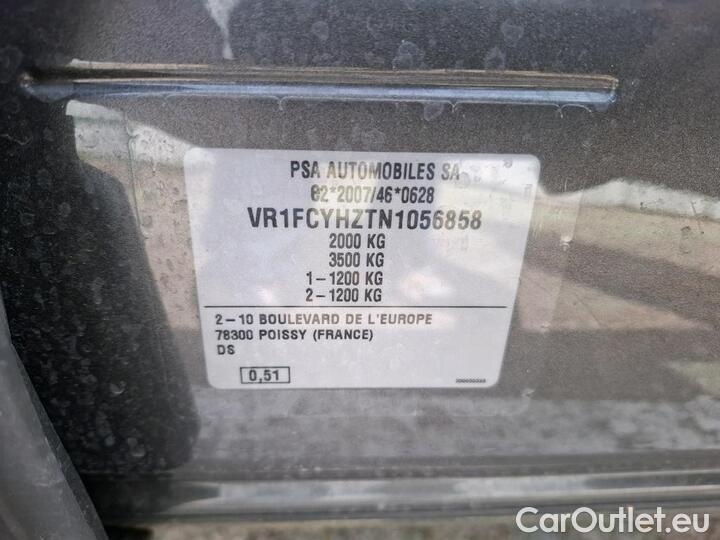 PSA AUTOMOBILES SA
e2*2007/46*0628
VR1FCYHZTN1056858
2000 KG
3500 KG
1-1200 KG
2-1200 KG
2-10 BOULEVARD DE L'EUROPE
78300 POISSY (FRANCE)
DS
0,51
CarOutlet.eu